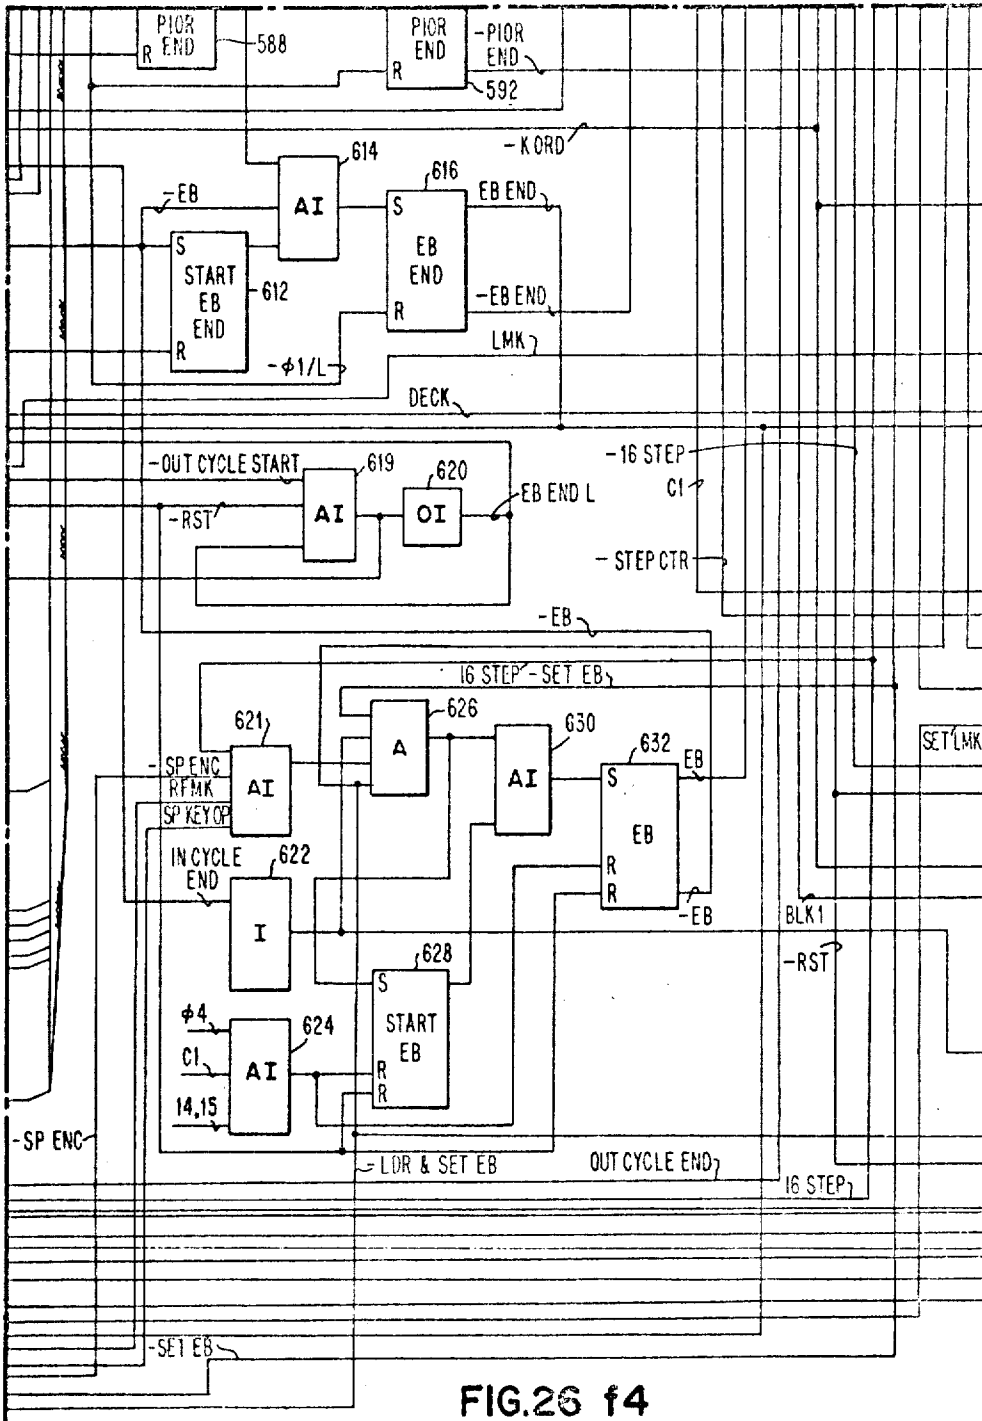 PIOR
END
R
588
PIOR
END
R
-PIOR
END
592
-K ORD
614
-EB
AI
616
S
EB
END
R
EB END
-EB END
S
START
EB
END
R
612
-ϕ1/L
LMK
DECK
-OUT CYCLE START
619
620
-16 STEP
-RST
AI
OI
EB END L
C1
-STEP CTR
-EB
16 STEP - SET EB
621
626
630
SET LMK
-SP ENC
RFMK
SP KEY OP
AI
A
AI
632
S
EB
R
R
EB
-EB
IN CYCLE
END
622
I
BLK1
628
-RST
S
START
EB
R
R
ϕ4
C1
14,15
AI
624
-SP ENC
-LDR & SET EB
OUT CYCLE END
16 STEP
-SET EB
FIG.26 f4